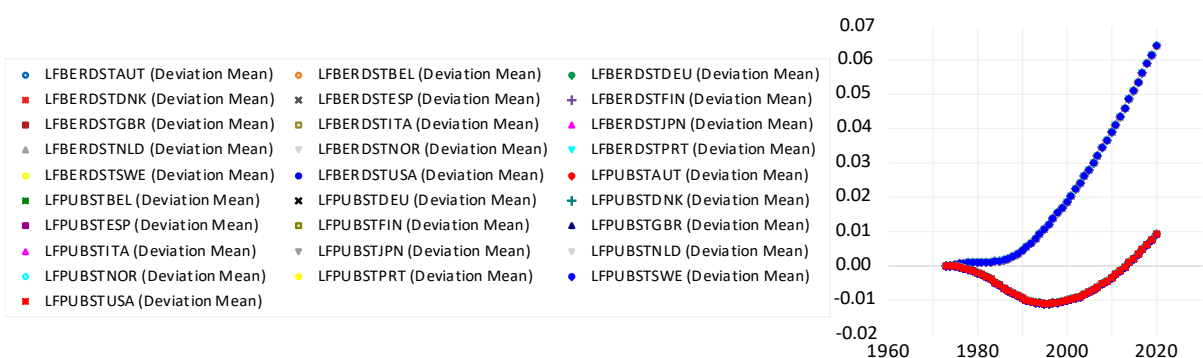 LFBERDSTAUT (Deviation Mean) LFBERDSTBEL (Deviation Mean) LFBERDSTDEU (Deviation Mean)
LFBERDSTDNK (Deviation Mean) LFBERDSTESP (Deviation Mean) LFBERDSTFIN (Deviation Mean)
LFBERDSTGBR (Deviation Mean) LFBERDSTITA (Deviation Mean) LFBERDSTJPN (Deviation Mean)
LFBERDSTNLD (Deviation Mean) LFBERDSTNOR (Deviation Mean) LFBERDSTPRT (Deviation Mean)
LFBERDSTSWE (Deviation Mean) LFBERDSTUSA (Deviation Mean) LFPUBSTAUT (Deviation Mean)
LFPUBSTBEL (Deviation Mean) LFPUBSTDEU (Deviation Mean) LFPUBSTDNK (Deviation Mean)
LFPUBSTESP (Deviation Mean) LFPUBSTFIN (Deviation Mean) LFPUBSTGBR (Deviation Mean)
LFPUBSTITA (Deviation Mean) LFPUBSTJPN (Deviation Mean) LFPUBSTNLD (Deviation Mean)
LFPUBSTNOR (Deviation Mean) LFPUBSTPRT (Deviation Mean) LFPUBSTSWE (Deviation Mean)
LFPUBSTUSA (Deviation Mean)
0.07
0.06
0.05
0.04
0.03
0.02
0.01
0.00
-0.01
-0.02
1960 1980 2000 2020